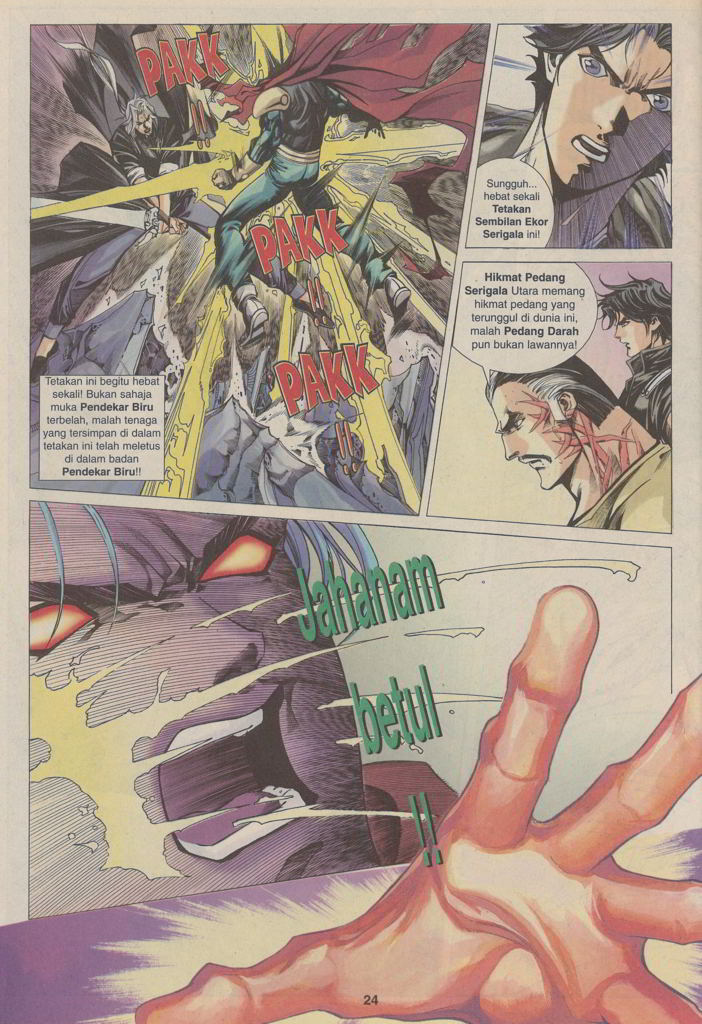 PAKK
!!
PAKK
!!
PAKK
!!
Tetakan ini begitu hebat
sekali! Bukan sahaja
muka Pendekar Biru
terbelah, malah tenaga
yang tersimpan di dalam
tetakan ini telah meletus
di dalam badan
Pendekar Biru!!
Sungguh...
hebat sekali
Tetakan
Sembilan Ekor
Serigala ini!
Hikmat Pedang
Serigala Utara memang
hikmat pedang yang
terunggul di dunia ini,
malah Pedang Darah
pun bukan lawannya!
Jahanam
betul
!!
24